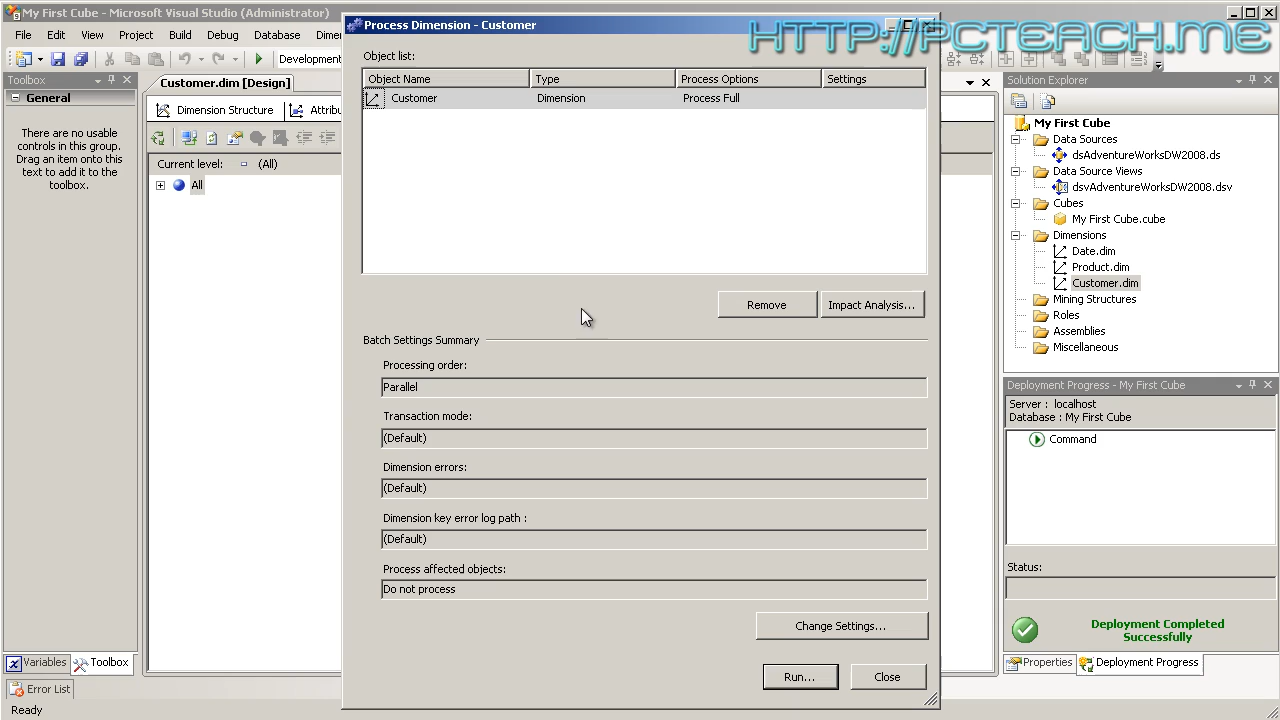 My First Cube - Microsoft Visual Studio (Administrator)
HTTP://PCTEACH.ME
File Edit View Project Debug
Developmen
Toolbox
General
There are no usable
controls in this group.
Drag an item onto this
text to add it to the
toolbox.
Variables
Toolbox
Error List
Ready
Customer.dim [Design]
Dimension Structure
Current level: (All)
All
Process Dimension - Customer
Object list:
Object Name Type Process Options Settings
Customer Dimension Process Full
Remove
Impact Analysis...
Batch Settings Summary
Processing order:
Parallel
Transaction mode:
(Default)
Dimension errors:
(Default)
Dimension key error log path :
(Default)
Process affected objects:
Do not process
Change Settings...
Run...
Close
Solution Explorer
My First Cube
Data Sources
dsAdventureWorksDW2008.ds
Data Source Views
dsvAdventureWorksDW2008.dsv
Cubes
My First Cube.cube
Dimensions
Date.dim
Product.dim
Customer.dim
Mining Structures
Roles
Assemblies
Miscellaneous
Deployment Progress - My First Cube
Server : localhost
Database : My First Cube
Command
Status:
Deployment Completed
Successfully
Properties
Deployment Progress